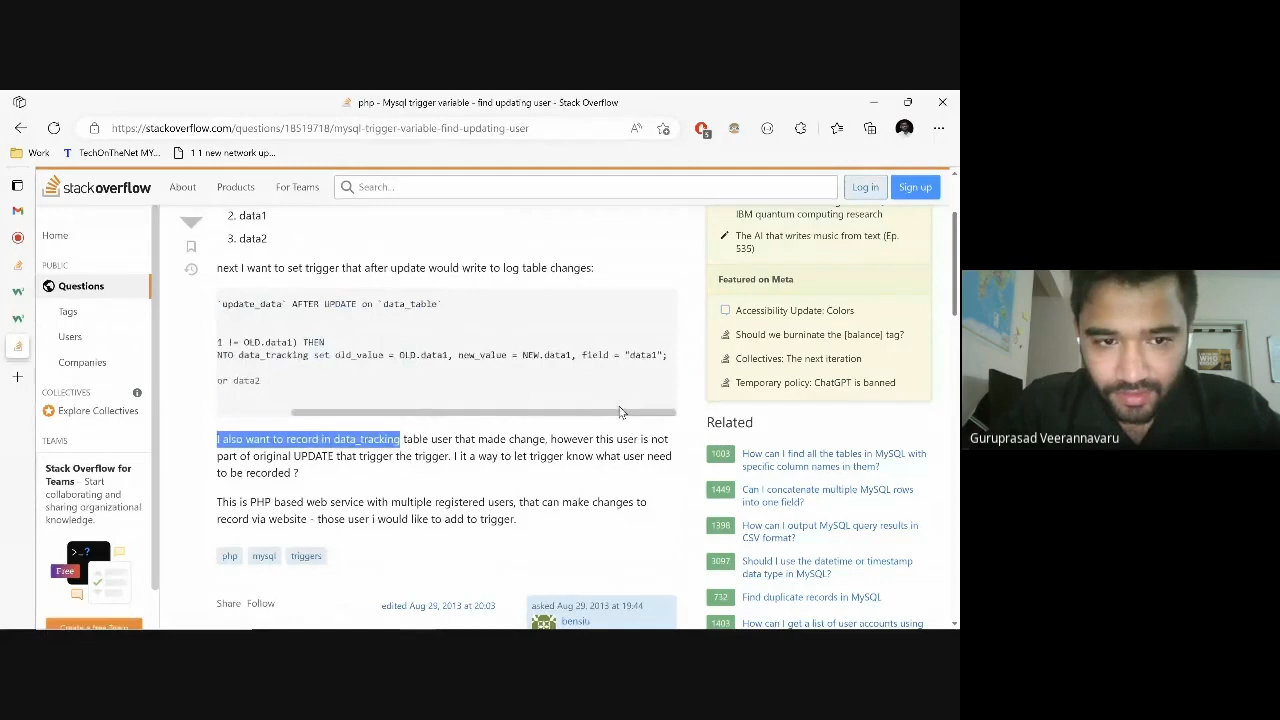 php - Mysql trigger variable - find updating user - Stack Overflow
https://stackoverflow.com/questions/18519718/mysql-trigger-variable-find-updating-user
5
Work
TechOnTheNet MY...
1 1 new network up...
stackoverflow
About
Products
For Teams
Search...
Log in
Sign up
Home
PUBLIC
Questions
Tags
Users
Companies
COLLECTIVES
Explore Collectives
TEAMS
Stack Overflow for
Teams – Start
collaborating and
sharing organizational
knowledge.
Free
Create a free Team
2. data1
3. data2
next I want to set trigger that after update would write to log table changes:
`update_data` AFTER UPDATE on `data_table`
1 != OLD.data1) THEN
NTO data_tracking set old_value = OLD.data1, new_value = NEW.data1, field = "data1";
or data2
I also want to record in data_tracking table user that made change, however this user is not
part of original UPDATE that trigger the trigger. I it a way to let trigger know what user need
to be recorded ?
This is PHP based web service with multiple registered users, that can make changes to
record via website - those user i would like to add to trigger.
php
mysql
triggers
Share Follow
edited Aug 29, 2013 at 20:03
asked Aug 29, 2013 at 19:44
bensiu
IBM quantum computing research
The AI that writes music from text (Ep.
535)
Featured on Meta
Accessibility Update: Colors
Should we burninate the [balance] tag?
Collectives: The next iteration
Temporary policy: ChatGPT is banned
Related
1003
How can I find all the tables in MySQL with
specific column names in them?
1449
Can I concatenate multiple MySQL rows
into one field?
1398
How can I output MySQL query results in
CSV format?
3097
Should I use the datetime or timestamp
data type in MySQL?
732
Find duplicate records in MySQL
1403
How can I get a list of user accounts using
Guruprasad Veerannavaru